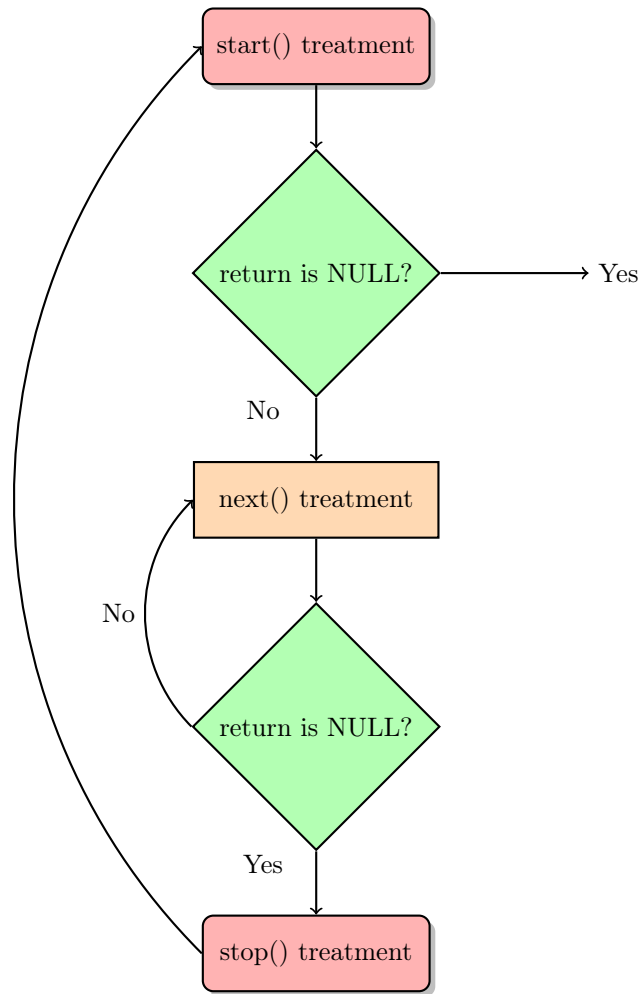 start() treatment
return is NULL?
Yes
No
next() treatment
No
return is NULL?
Yes
stop() treatment